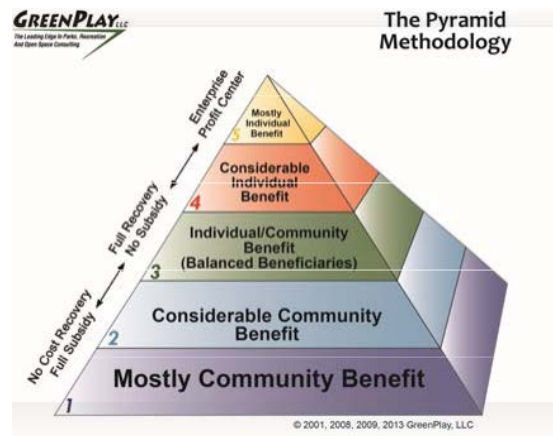 GREENPLAY LLC
The Leading Edge In Parks, Recreation
And Open Space Consulting
The Pyramid
Methodology
Enterprise
Profit Center
Full Recovery
No Subsidy
No Cost Recovery
Full Subsidy
5
Mostly
Individual
Benefit
4
Considerable
Individual
Benefit
3
Individual/Community
Benefit
(Balanced Beneficiaries)
2
Considerable Community
Benefit
1
Mostly Community Benefit
© 2001, 2008, 2009, 2013 GreenPlay, LLC